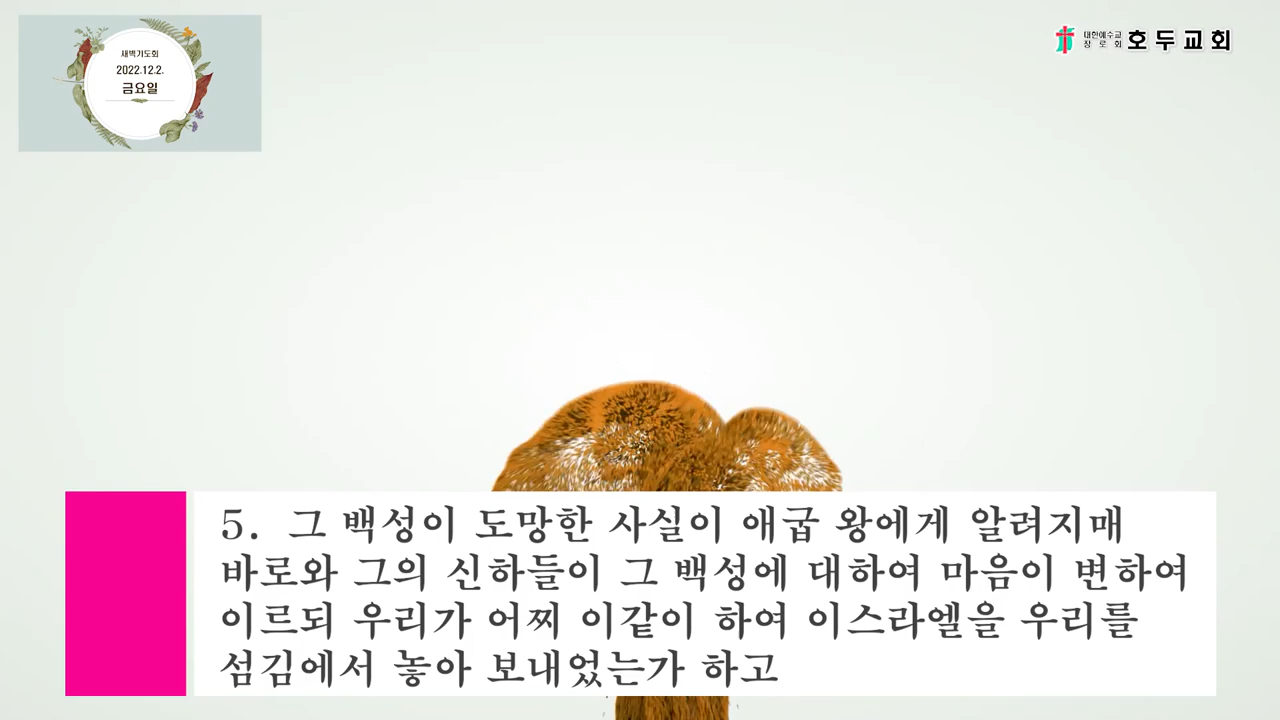 새벽기도회
2022.12.2.
금요일
대한예수교
장로회
호두교회
5. 그 백성이 도망한 사실이 애굽 왕에게 알려지매
바로와 그의 신하들이 그 백성에 대하여 마음이 변하여
이르되 우리가 어찌 이같이 하여 이스라엘을 우리를
섬김에서 놓아 보내었는가 하고